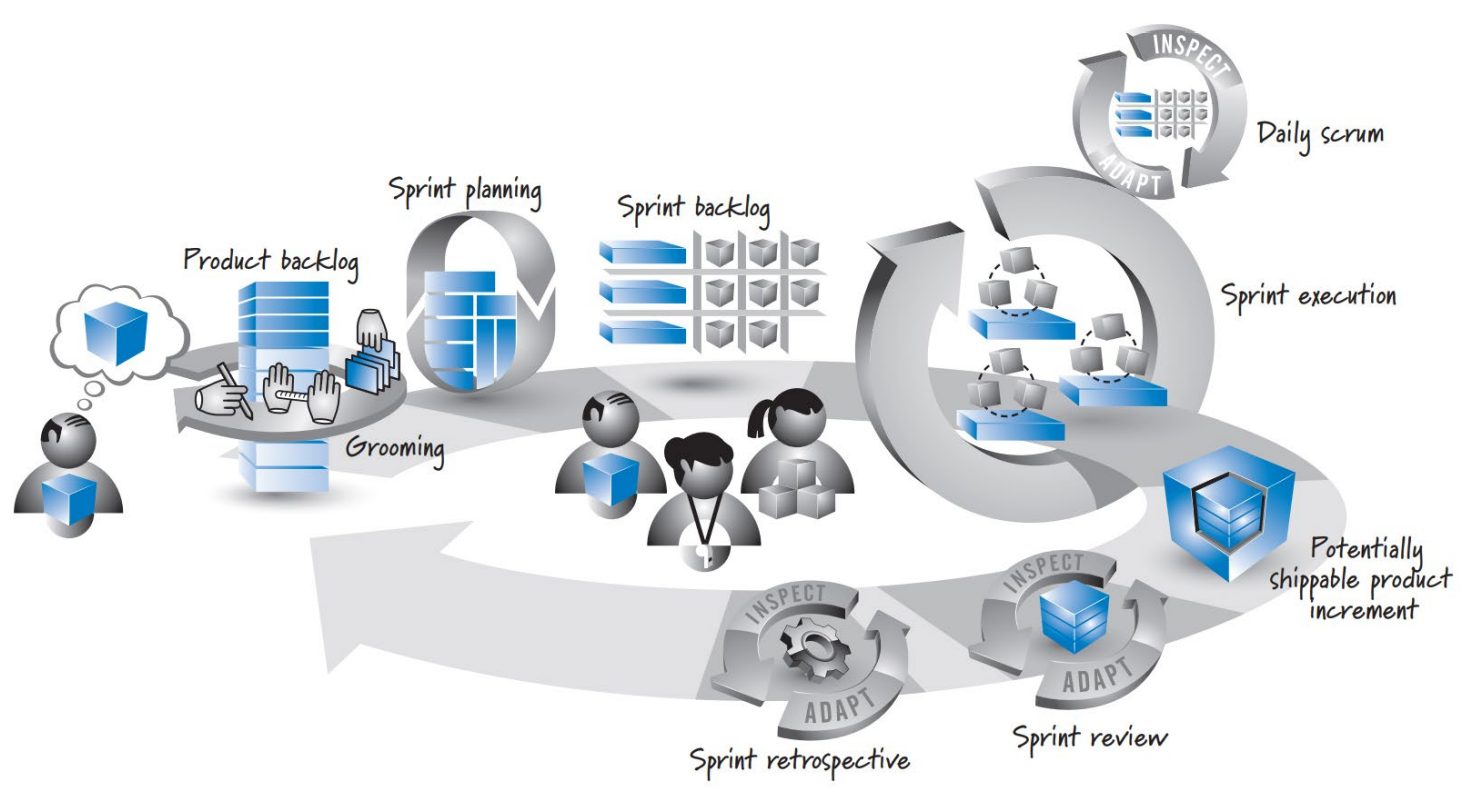 INSPECT
ADAPT
Daily scrum
Sprint planning
Sprint backlog
Product backlog
Sprint execution
Grooming
Potentially
shippable product
increment
INSPECT
ADAPT
Sprint review
INSPECT
ADAPT
Sprint retrospective